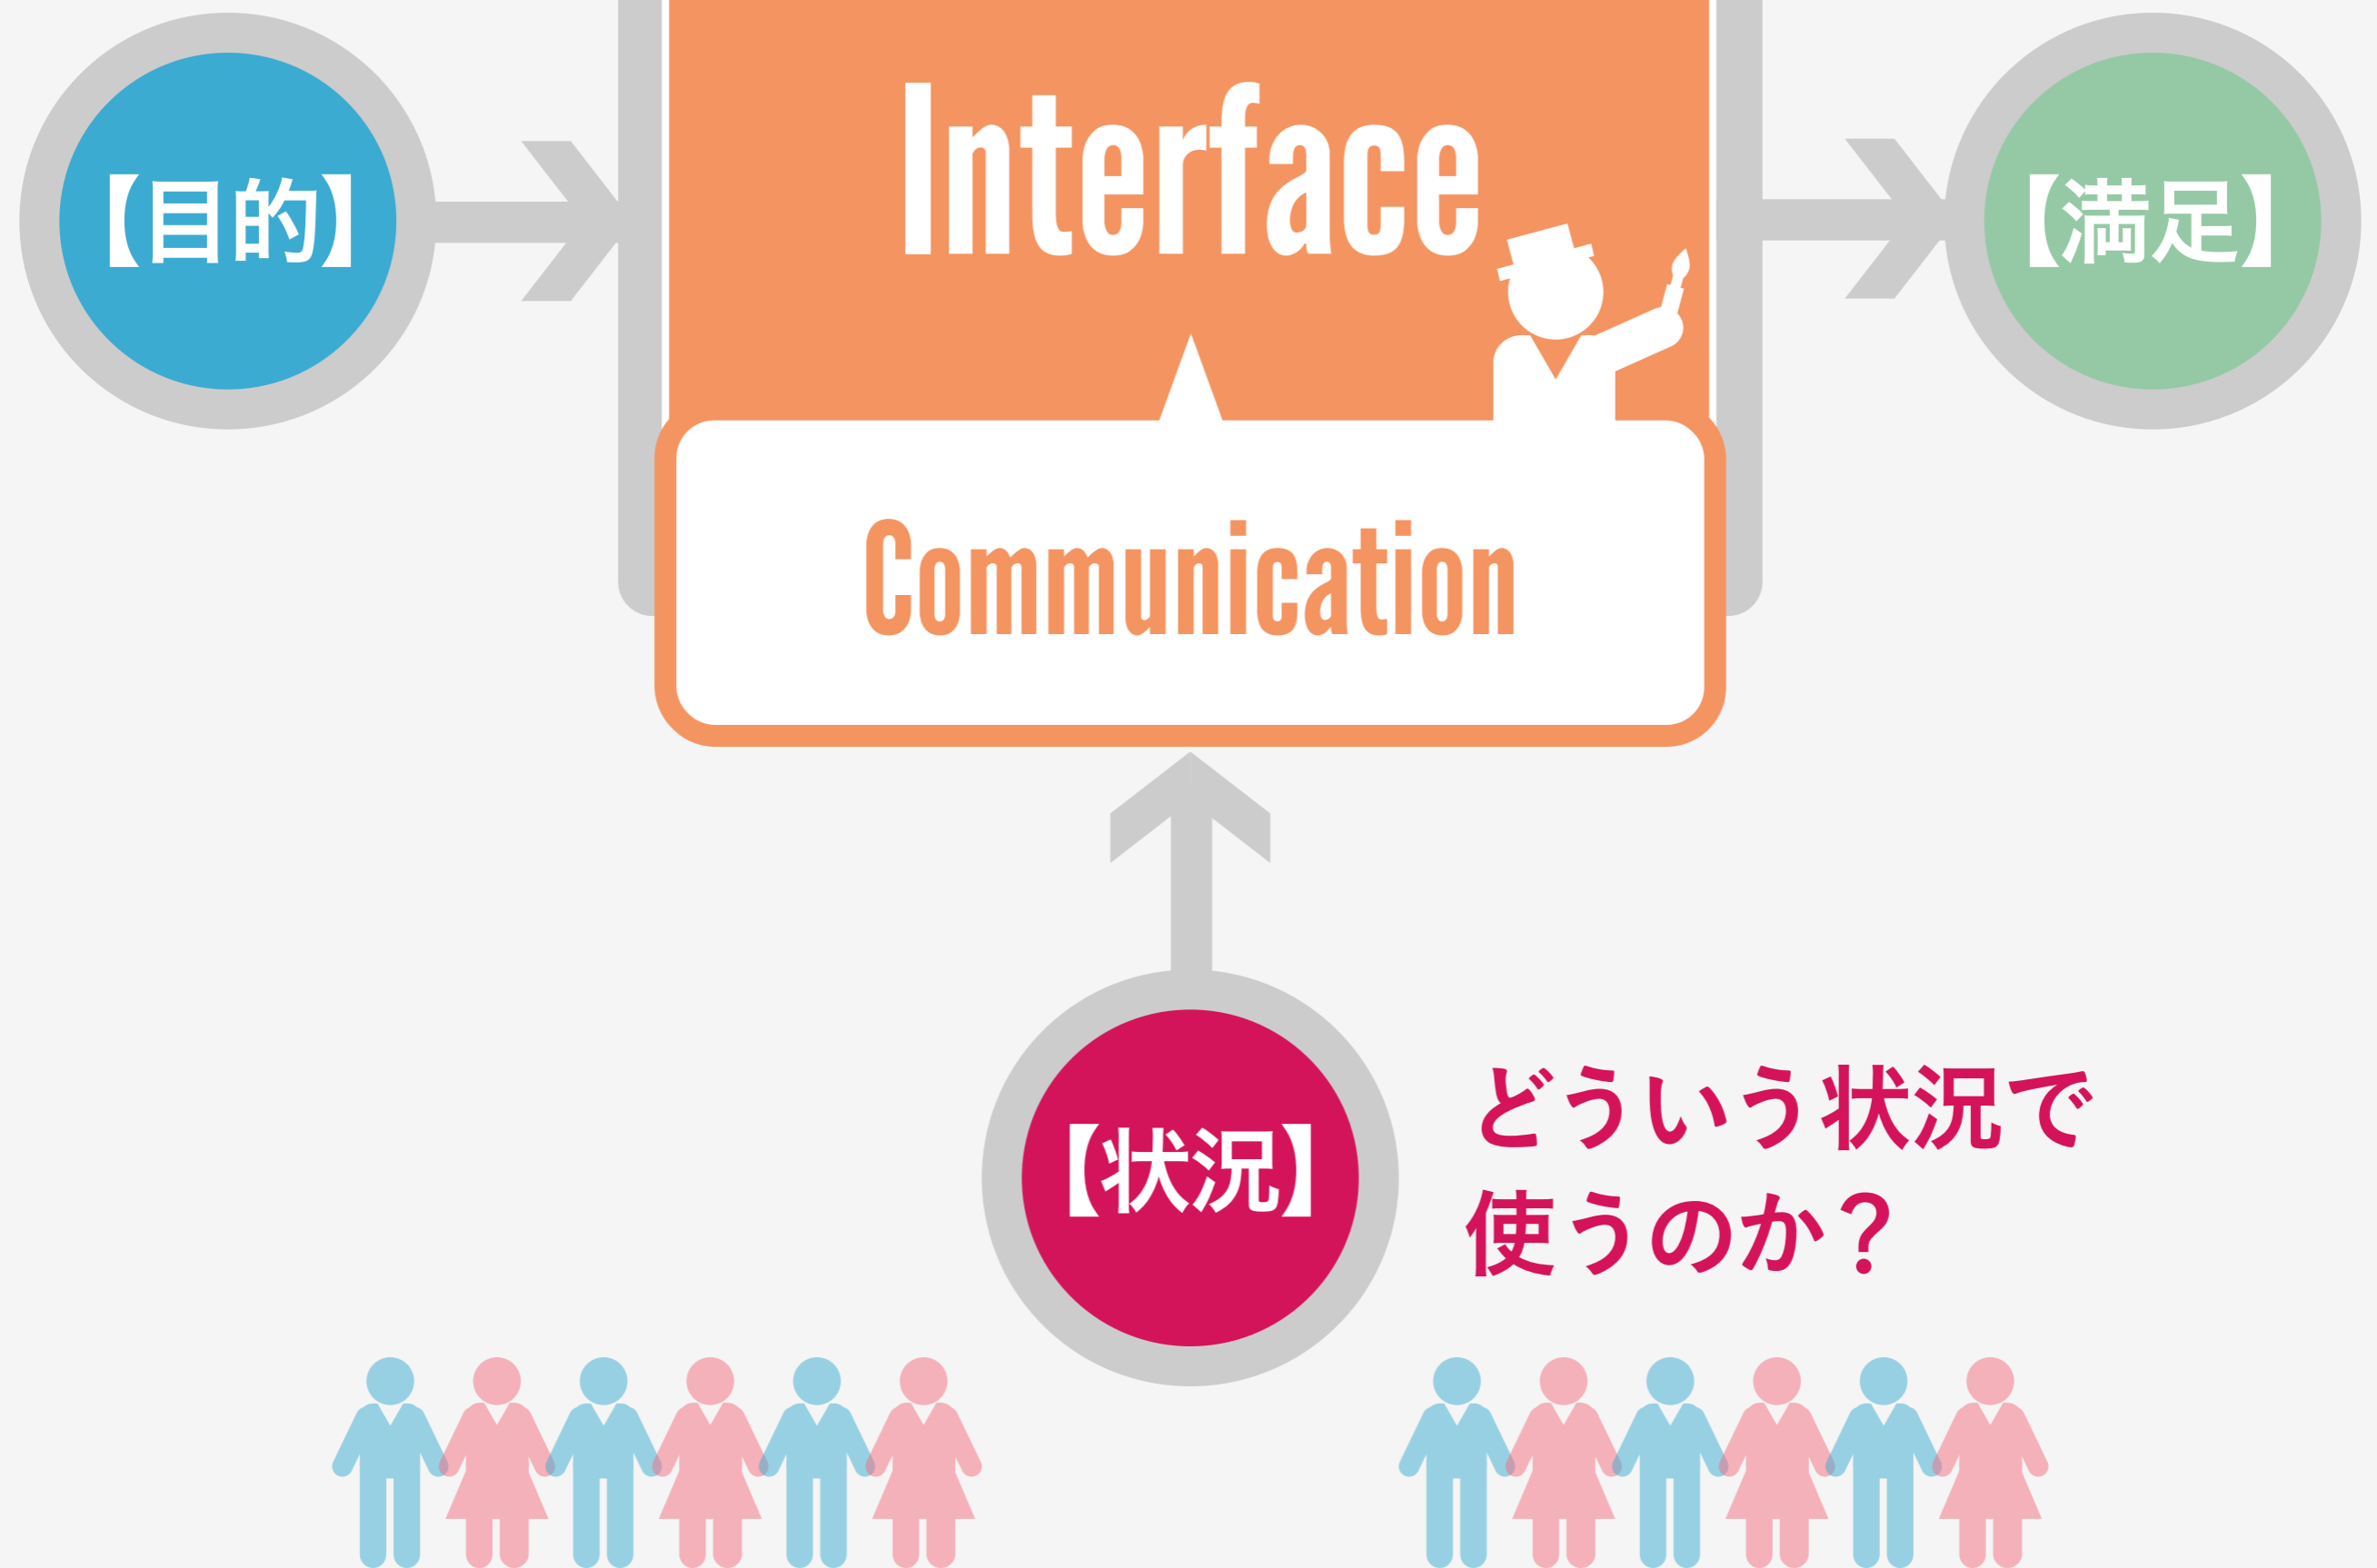 Interface
【目的】
【満足】
Communication
【状況】
どういう状況で
使うのか?